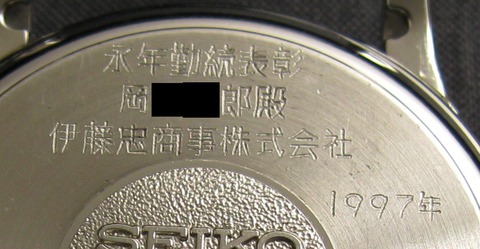 永年勤続表彰
岡 郎殿
伊藤忠商事株式会社
1997年
SEIKO